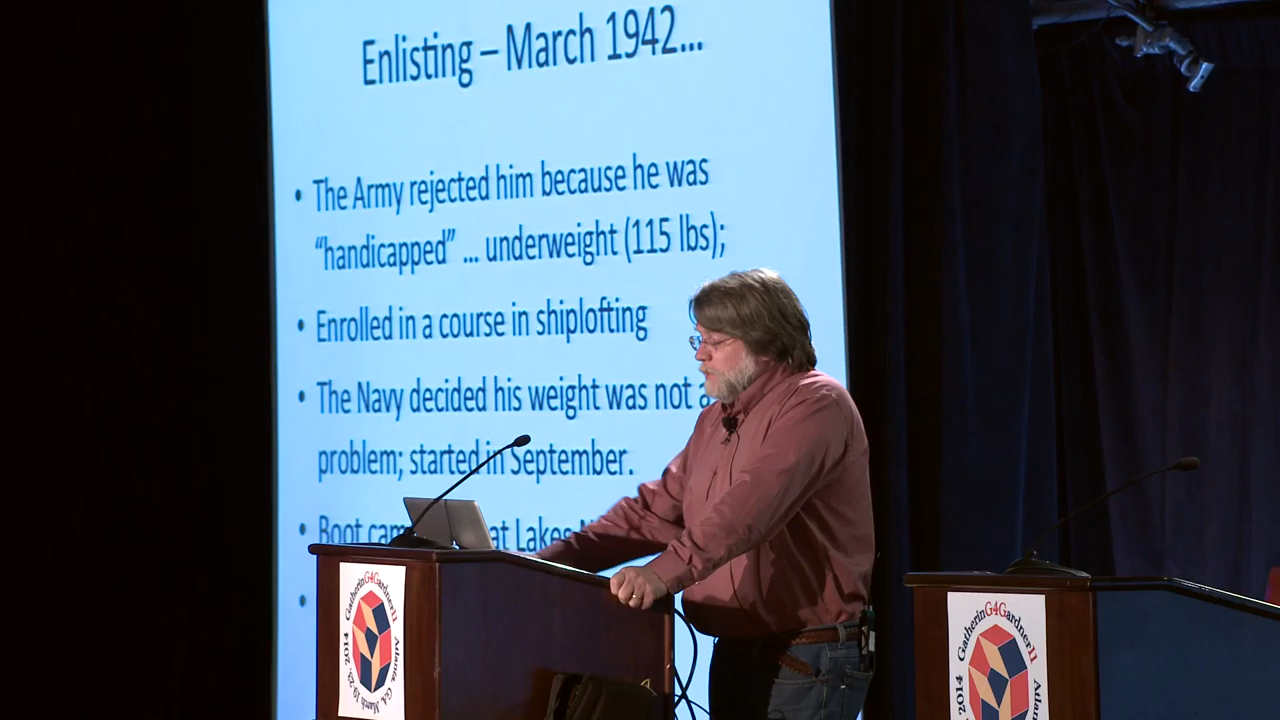 Enlisting – March 1942...
• The Army rejected him because he was
“handicapped” ... underweight (115 lbs);
• Enrolled in a course in shiplofting
• The Navy decided his weight was not a
problem; started in September.
• Boot at Lakes
•
GatherinG4Gardner11
Atlanta, GA, March 19-23, 2014
GatherinG4Gardner11
2014 Atlanta